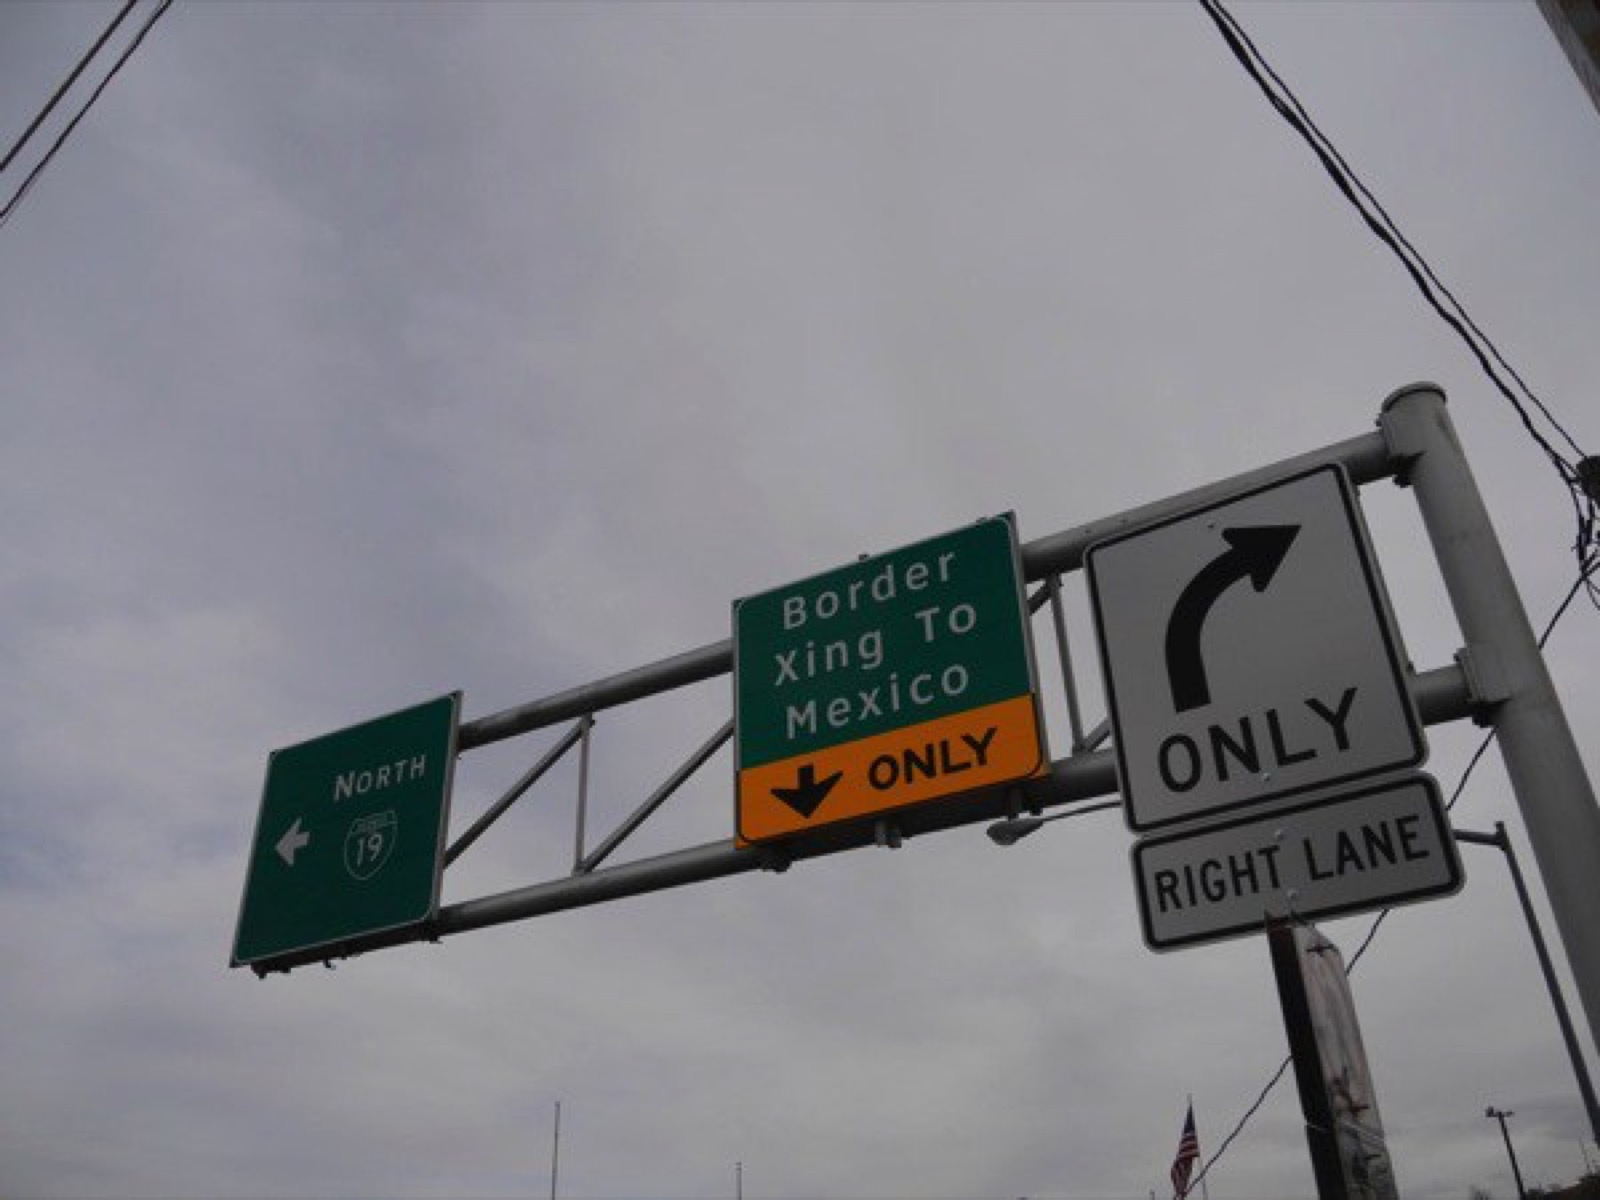 NORTH
19
Border
Xing To
Mexico
ONLY
ONLY
RIGHT LANE